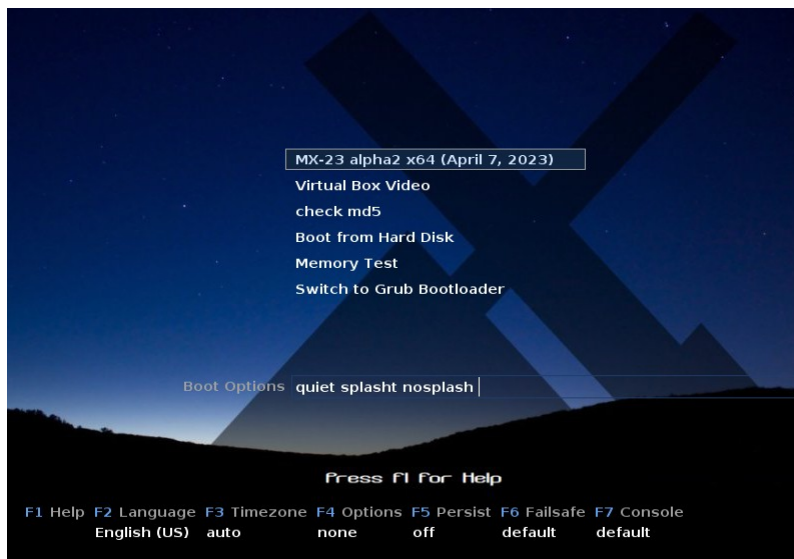 MX-23 alpha2 x64 (April 7, 2023)
Virtual Box Video
check md5
Boot from Hard Disk
Memory Test
Switch to Grub Bootloader
Boot Options quiet splasht nosplash
Press F1 for Help
F1 Help F2 Language F3 Timezone F4 Options F5 Persist F6 Failsafe F7 Console
English (US) auto none off default default